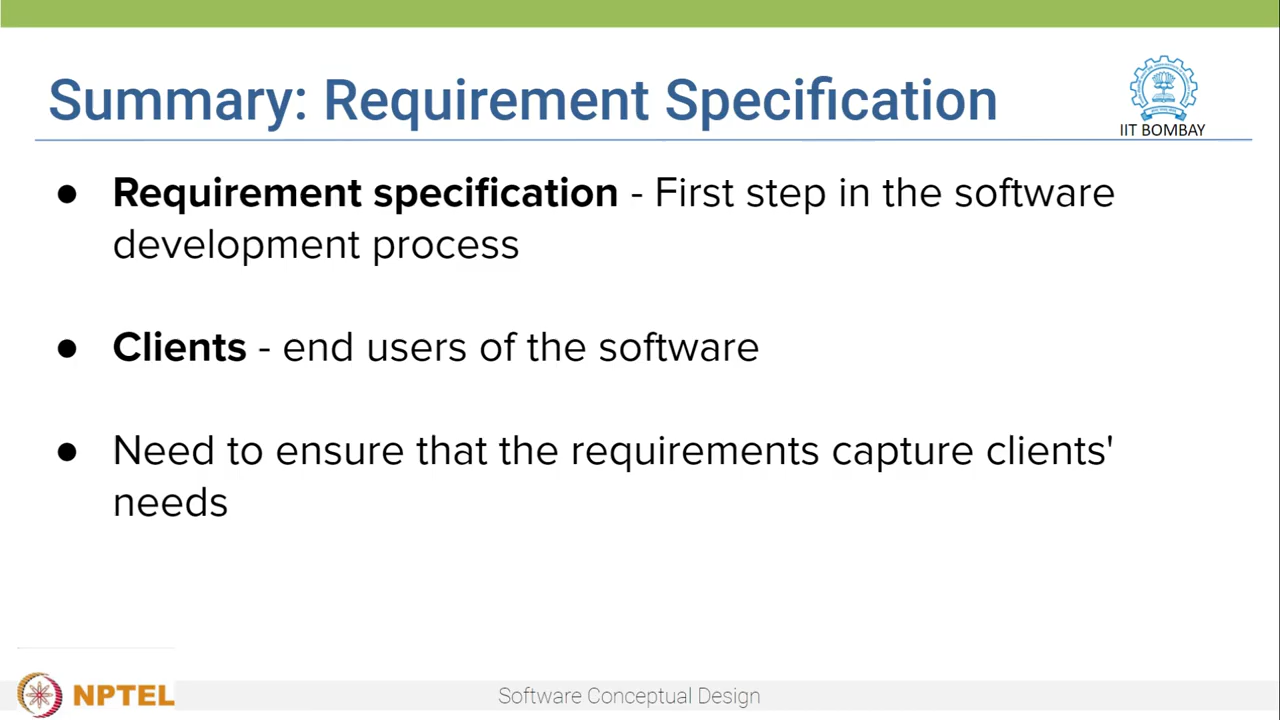 Summary: Requirement Specification
IIT BOMBAY
● Requirement specification - First step in the software
development process
● Clients - end users of the software
● Need to ensure that the requirements capture clients'
needs
NPTEL
Software Conceptual Design